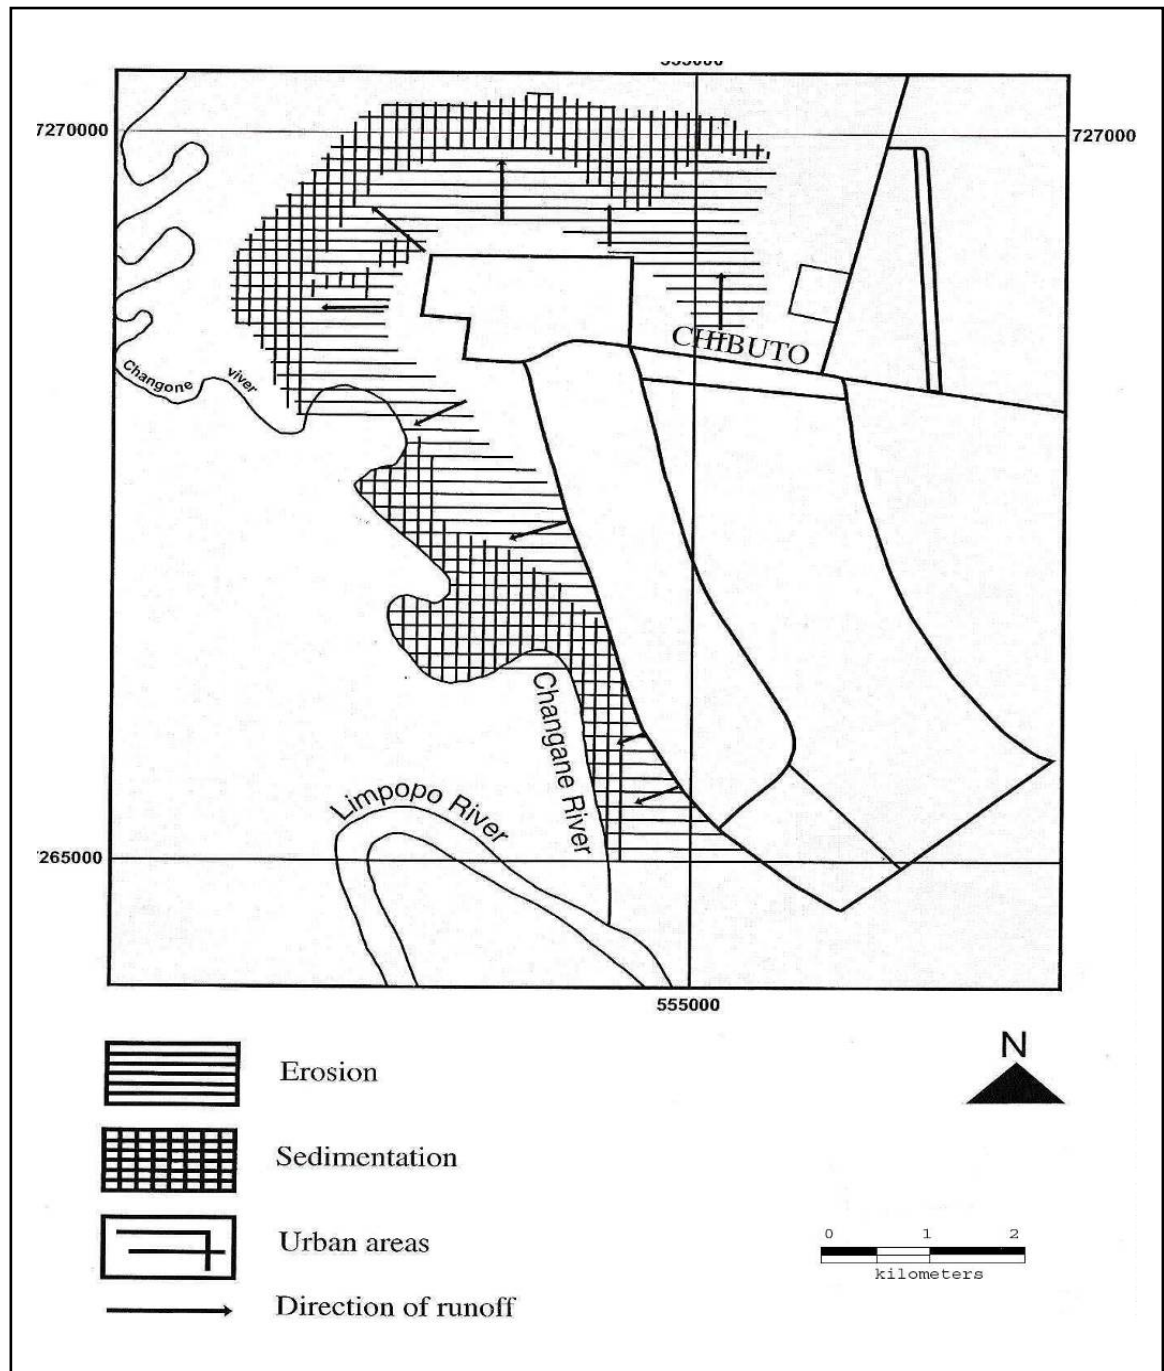 555000
7270000
727000
CHIBUTO
Changone viver
Changane River
Limpopo River
265000
555000
N
Erosion
Sedimentation
Urban areas
Direction of runoff
0 1 2
kilometers